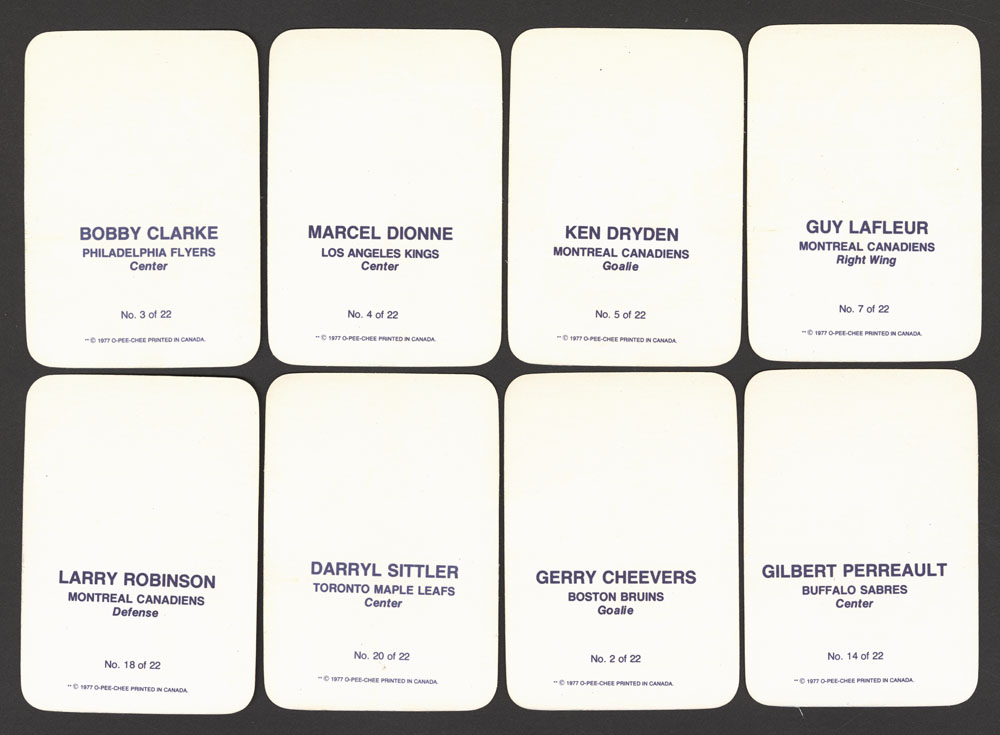 BOBBY CLARKE
PHILADELPHIA FLYERS
Center
No. 3 of 22
** © 1977 O-PEE-CHEE PRINTED IN CANADA.
MARCEL DIONNE
LOS ANGELES KINGS
Center
No. 4 of 22
** © 1977 O-PEE-CHEE PRINTED IN CANADA.
KEN DRYDEN
MONTREAL CANADIENS
Goalie
No. 5 of 22
** © 1977 O-PEE-CHEE PRINTED IN CANADA.
GUY LAFLEUR
MONTREAL CANADIENS
Right Wing
No. 7 of 22
** © 1977 O-PEE-CHEE PRINTED IN CANADA.
LARRY ROBINSON
MONTREAL CANADIENS
Defense
No. 18 of 22
** © 1977 O-PEE-CHEE PRINTED IN CANADA.
DARRYL SITTLER
TORONTO MAPLE LEAFS
Center
No. 20 of 22
** © 1977 O-PEE-CHEE PRINTED IN CANADA.
GERRY CHEEVERS
BOSTON BRUINS
Goalie
No. 2 of 22
** © 1977 O-PEE-CHEE PRINTED IN CANADA.
GILBERT PERREAULT
BUFFALO SABRES
Center
No. 14 of 22
** © 1977 O-PEE-CHEE PRINTED IN CANADA.